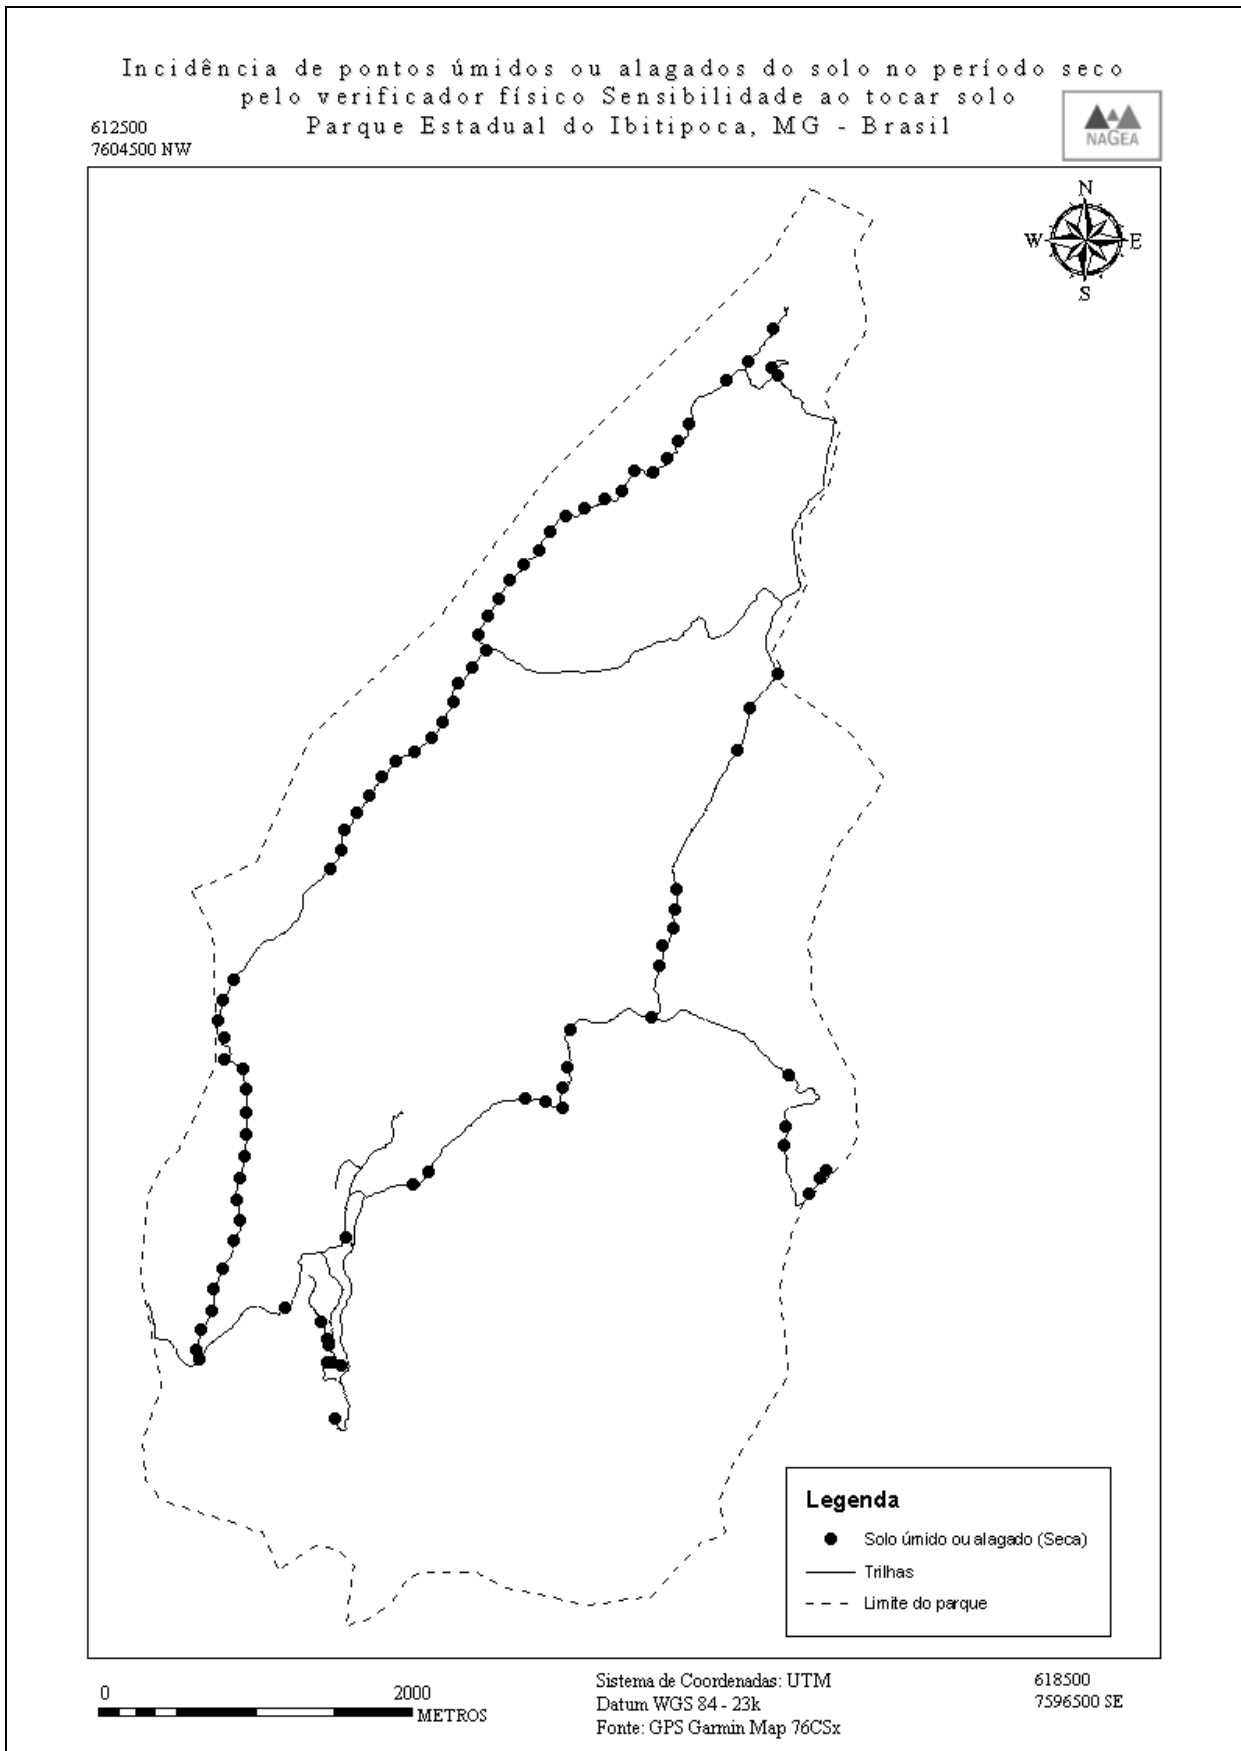 Incidência de pontos úmidos ou alagados do solo no período seco
pelo verificador físico Sensibilidade ao tocar solo
Parque Estadual do Ibitipoca, MG - Brasil
612500
7604500 NW
NAGEA
N
W E
S
Legenda
Solo úmido ou alagado (Seca)
Trilhas
Limite do parque
0 2000
METROS
Sistema de Coordenadas: UTM
Datum WGS 84 - 23k
Fonte: GPS Garmin Map 76CSx
618500
7596500 SE